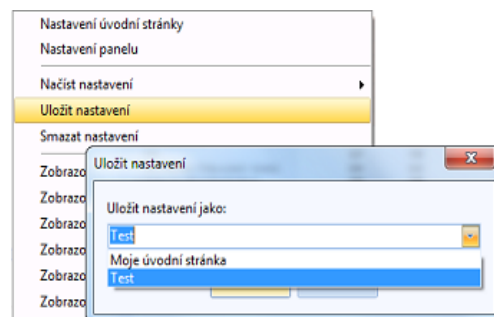 Nastavení úvodní stránky
Nastavení panelu
Načíst nastavení
Uložit nastavení
Smazat nastavení
Uložit nastavení
Zobrazo
Zobrazo
Uložit nastavení jako:
Zobrazo
Test
Zobrazo
Moje úvodní stránka
Zobrazo
Test
Zobrazo